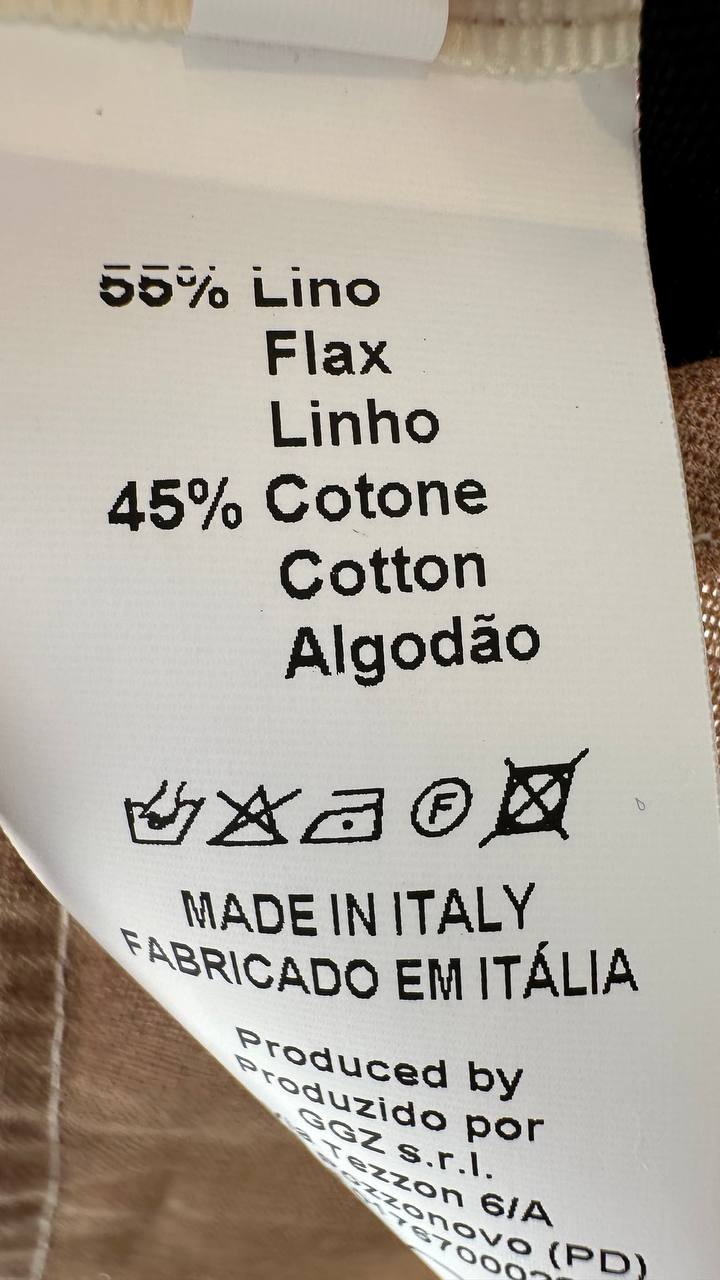 55% Lino
Flax
Linho
45% Cotone
Cotton
Algodão
F
MADE IN ITALY
FABRICADO EM ITÁLIA
Produced by
Produzido por
GGZ s.r.l.
Tezzon 6/A
(PD)